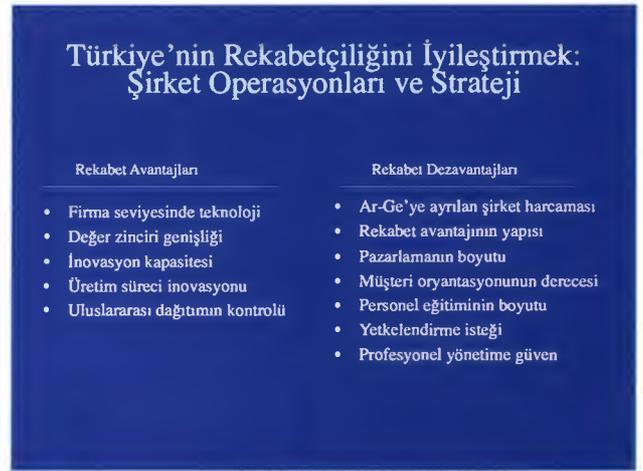 Türkiye'nin Rekabetçiliğini İyileştirmek:
Şirket Operasyonları ve Strateji
Rekabet Avantajları
• Firma seviyesinde teknoloji
• Değer zinciri genişliği
• İnovasyon kapasitesi
• Üretim süreci inovasyonu
• Uluslararası dağıtımın kontrolü
Rekabet Dezavantajları
• Ar-Ge'ye ayrılan şirket harcaması
• Rekabet avantajının yapısı
• Pazarlamanın boyutu
• Müşteri oryantasyonunun derecesi
• Personel eğitiminin boyutu
• Yetkelendirme isteği
• Profesyonel yönetime güven